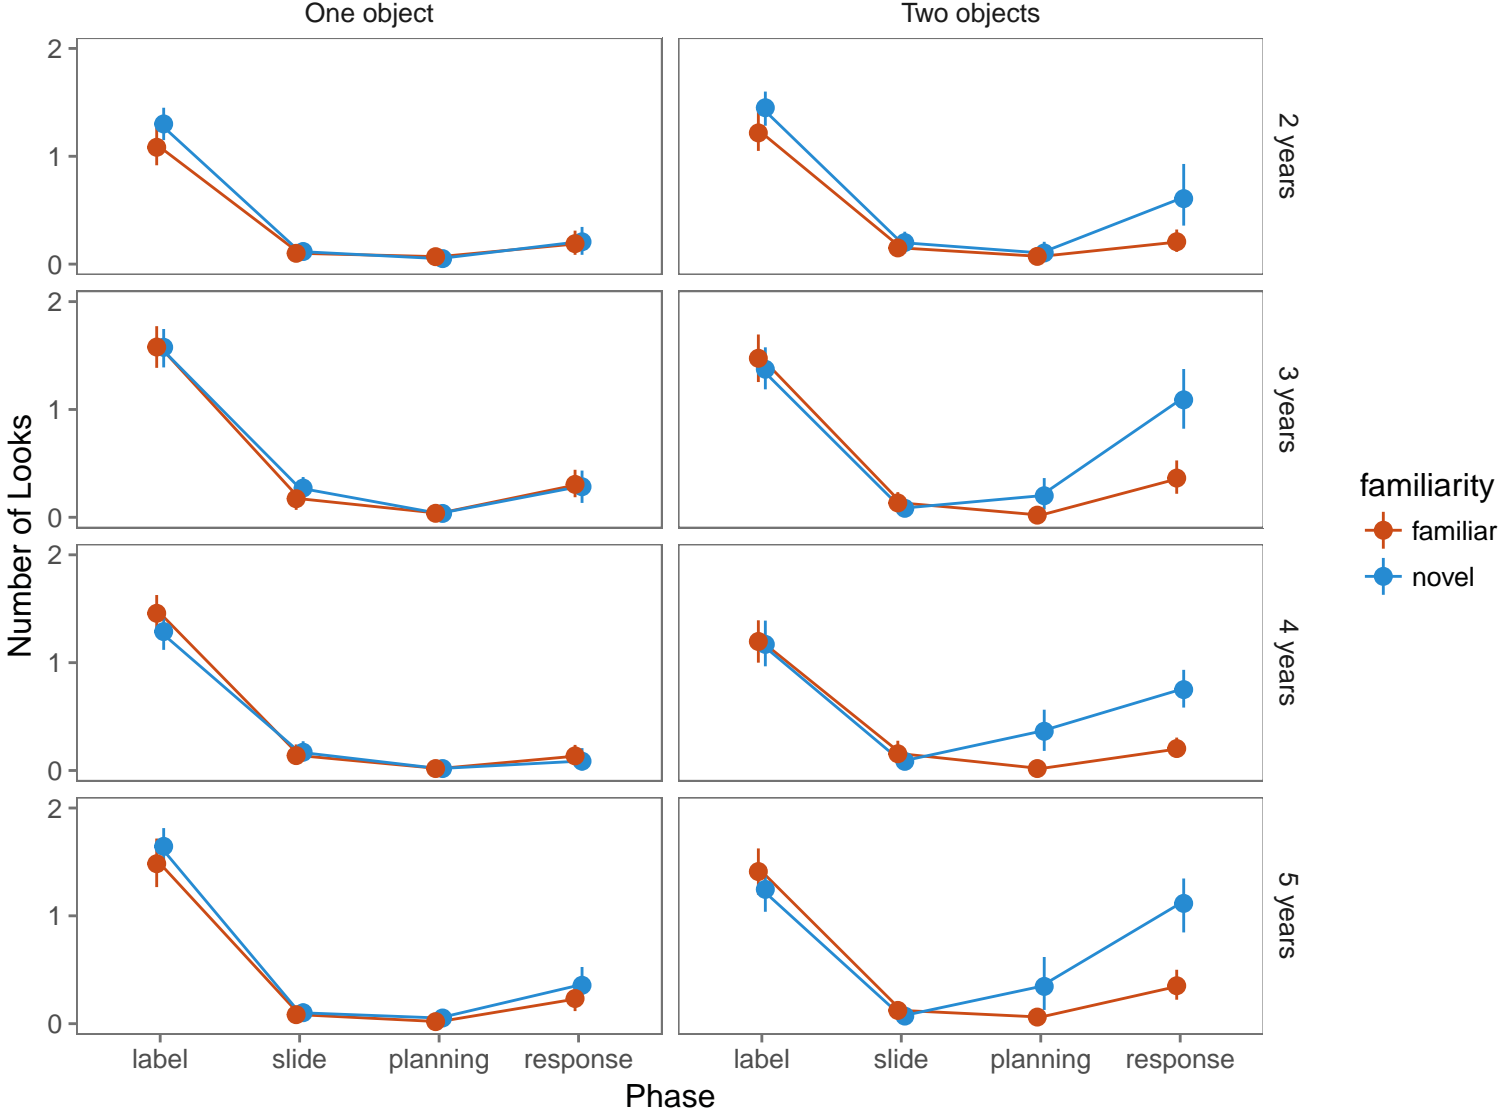 One object
Two objects
2
1
0
2 years
2
1
0
3 years
2
1
0
4 years
2
1
0
5 years
Number of Looks
label
slide
planning
response
label
slide
planning
response
Phase
familiarity
familiar
novel